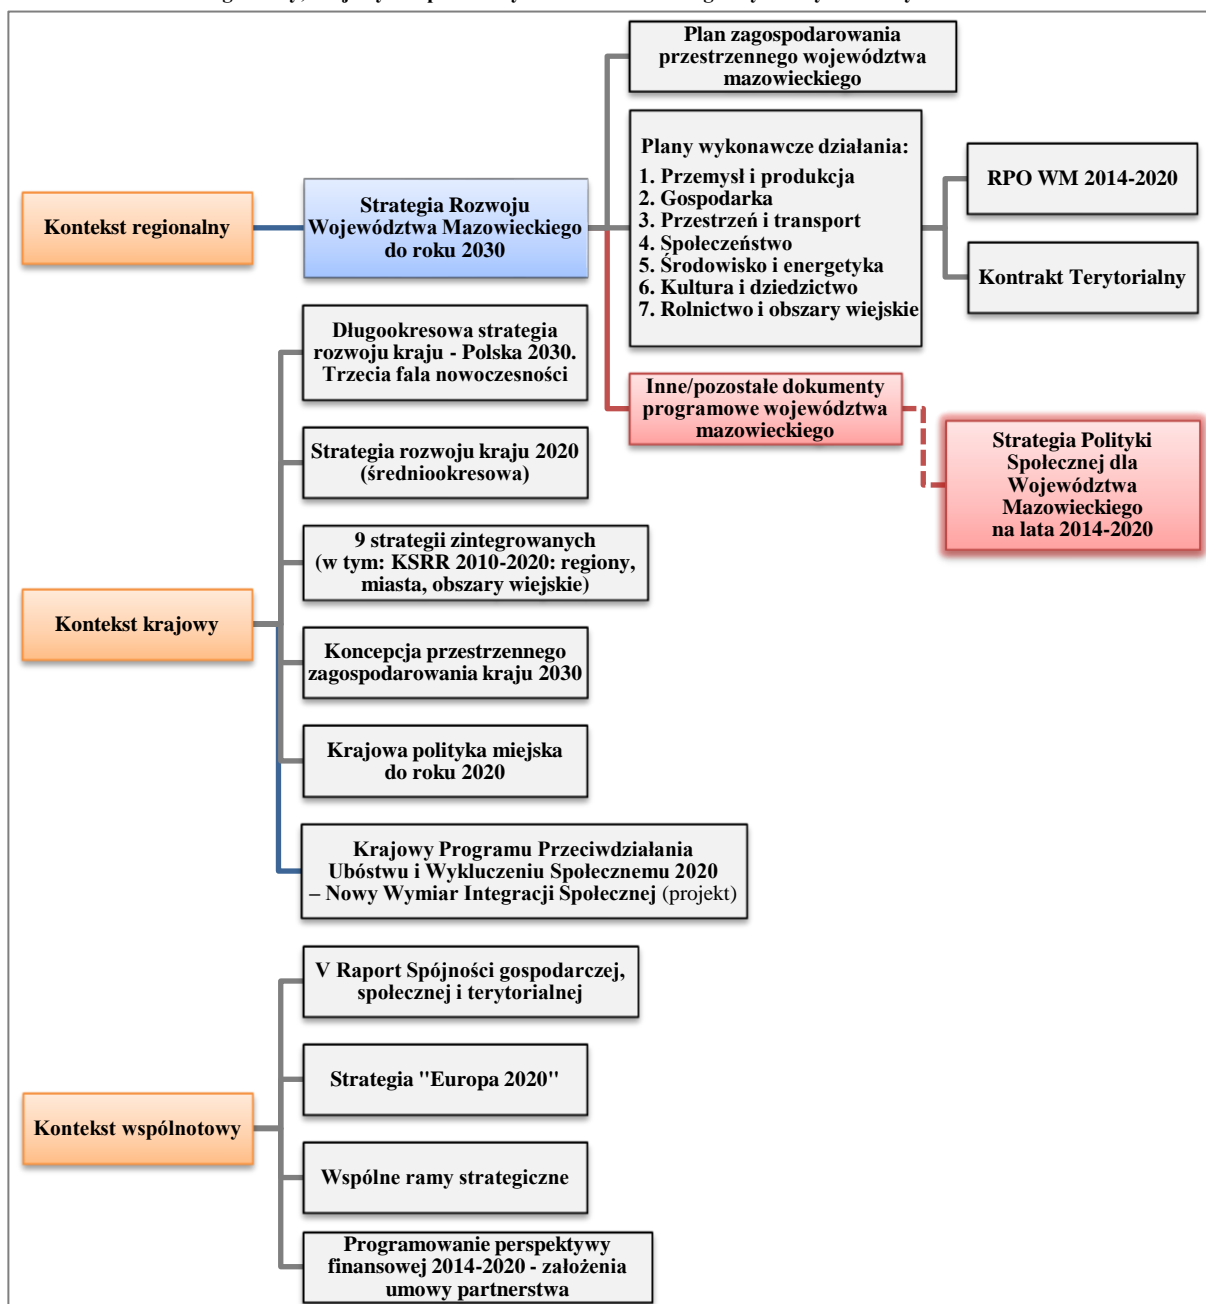 Plan zagospodarowania
przestrzennego województwa
mazowieckiego
Plany wykonawcze działania:
1. Przemysł i produkcja
2. Gospodarka
3. Przestrzeń i transport
4. Społeczeństwo
5. Środowisko i energetyka
6. Kultura i dziedzictwo
7. Rolnictwo i obszary wiejskie
RPO WM 2014-2020
Kontrakt Terytorialny
Kontekst regionalny
Strategia Rozwoju
Województwa Mazowieckiego
do roku 2030
Inne/pozostałe dokumenty
programowe województwa
mazowieckiego
Strategia Polityki
Społecznej dla
Województwa
Mazowieckiego
na lata 2014-2020
Kontekst krajowy
Długookresowa strategia
rozwoju kraju - Polska 2030.
Trzecia fala nowoczesności
Strategia rozwoju kraju 2020
(średniookresowa)
9 strategii zintegrowanych
(w tym: KSRR 2010-2020: regiony,
miasta, obszary wiejskie)
Koncepcja przestrzennego
zagospodarowania kraju 2030
Krajowa polityka miejska
do roku 2020
Krajowy Programu Przeciwdziałania
Ubóstwu i Wykluczeniu Społecznemu 2020
– Nowy Wymiar Integracji Społecznej (projekt)
Kontekst wspólnotowy
V Raport Spójności gospodarczej,
społecznej i terytorialnej
Strategia "Europa 2020"
Wspólne ramy strategiczne
Programowanie perspektywy
finansowej 2014-2020 - założenia
umowy partnerstwa